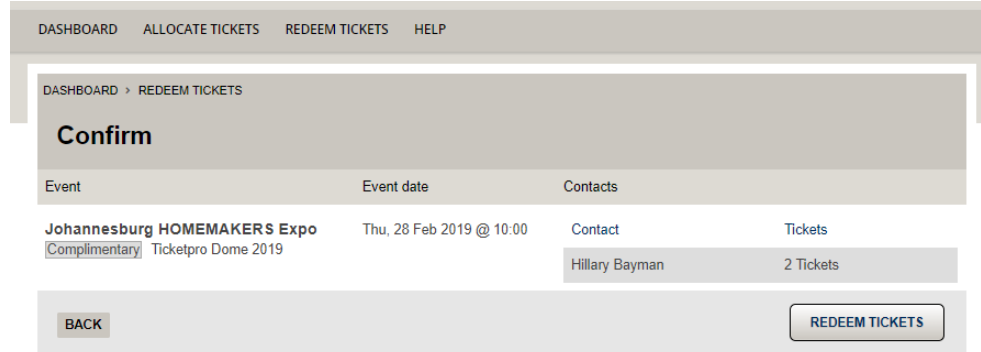 DASHBOARD ALLOCATE TICKETS REDEEM TICKETS HELP
DASHBOARD > REDEEM TICKETS
Confirm
Event Event date Contacts
Johannesburg HOMEMAKERS Expo Thu, 28 Feb 2019 @ 10:00 Contact Tickets
Complimentary Ticketpro Dome 2019
Hillary Bayman 2 Tickets
BACK REDEEM TICKETS